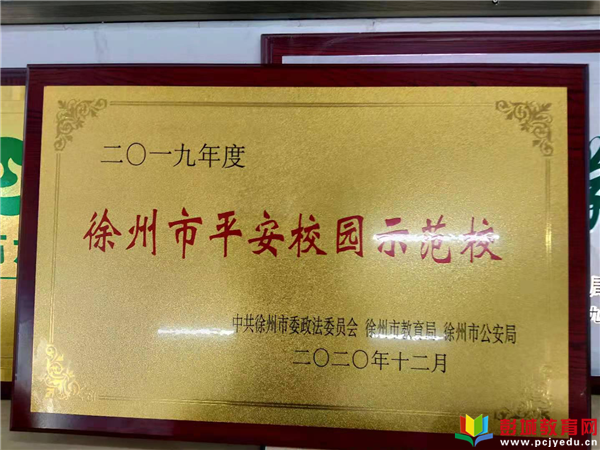 二〇一九年度
徐州市平安校园示范校
中共徐州市委政法委员会 徐州市教育局 徐州市公安局
二〇二〇年十二月
彭城教育网
www.pcjyedu.cn